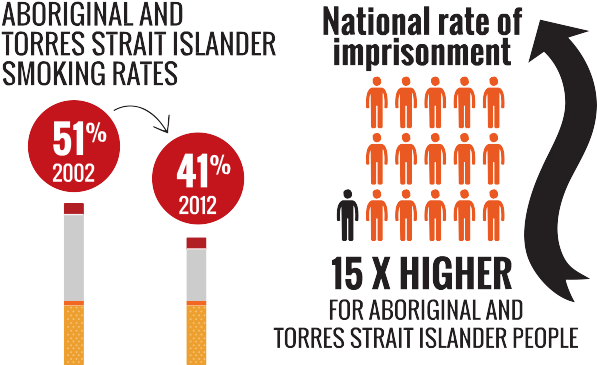 ABORIGINAL AND
TORRES STRAIT ISLANDER
SMOKING RATES
51%
2002
41%
2012
National rate of
imprisonment
15 X HIGHER
FOR ABORIGINAL AND
TORRES STRAIT ISLANDER PEOPLE